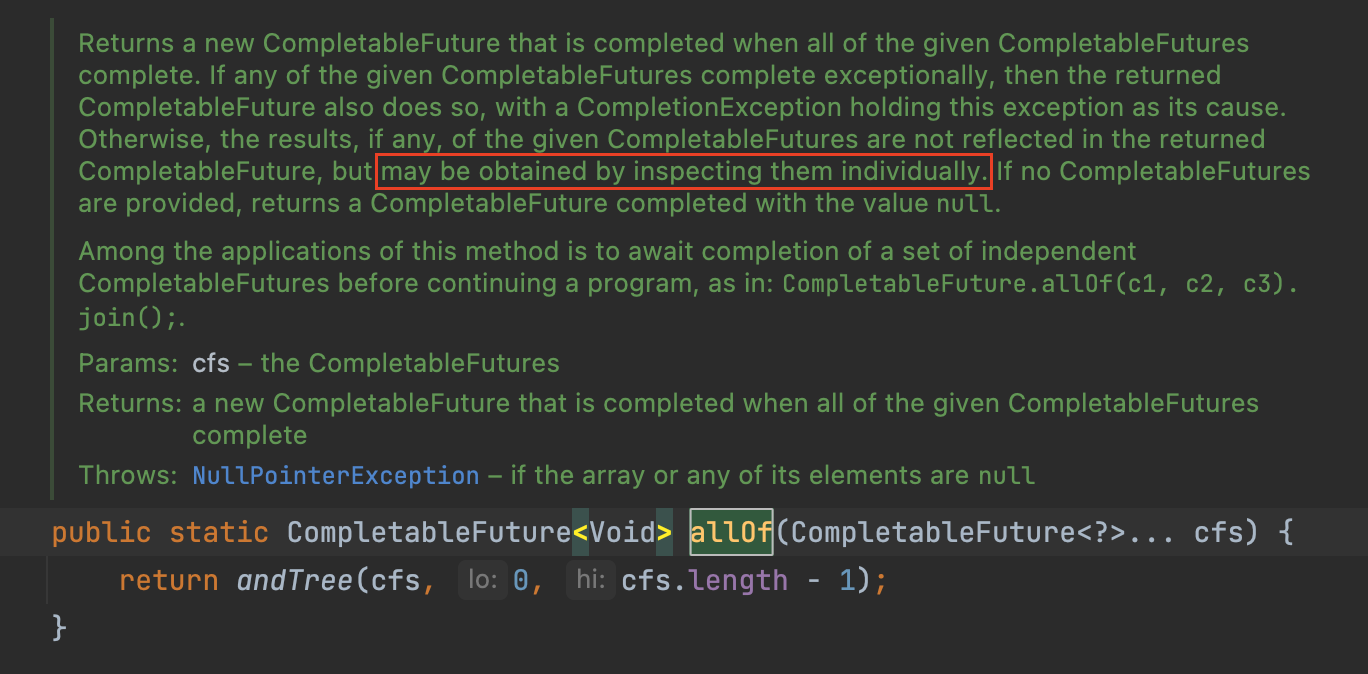 Returns a new CompletableFuture that is completed when all of the given CompletableFutures
complete. If any of the given CompletableFutures complete exceptionally, then the returned
CompletableFuture also does so, with a CompletionException holding this exception as its cause.
Otherwise, the results, if any, of the given CompletableFutures are not reflected in the returned
CompletableFuture, but may be obtained by inspecting them individually. If no CompletableFutures
are provided, returns a CompletableFuture completed with the value null.
Among the applications of this method is to await completion of a set of independent
CompletableFutures before continuing a program, as in: CompletableFuture.allOf(c1, c2, c3).
join();.
Params: cfs – the CompletableFutures
Returns: a new CompletableFuture that is completed when all of the given CompletableFutures
complete
Throws: NullPointerException – if the array or any of its elements are null
public static CompletableFuture<Void> allOf(CompletableFuture<?>... cfs) {
return andTree(cfs, lo: 0, hi: cfs.length - 1);
}